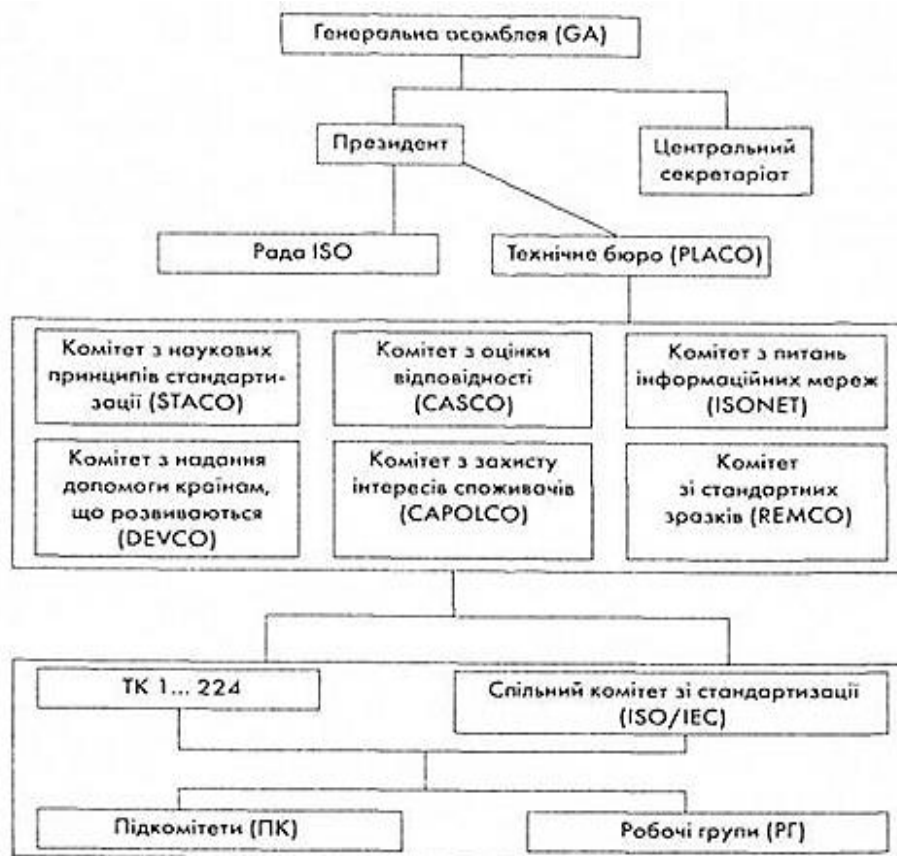 Генеральна асамблея (GA)
Президент
Центральний
секретаріат
Рада ISO
Технічне бюро (PLACO)
Комітет з наукових
принципів стандарти-
зації (STACO)
Комітет з оцінки
відповідності
(CASCO)
Комітет з питань
інформаційних мереж
(ISONET)
Комітет з надання
допомоги країнам,
що розвиваються
(DEVCO)
Комітет з захисту
інтересів споживачів
(CAPOLCO)
Комітет
зі стандартних
зразків (REMCO)
ТК 1... 224
Спільний комітет зі стандартизації
(ISO/IEC)
Підкомітети (ПК)
Робочі групи (РГ)